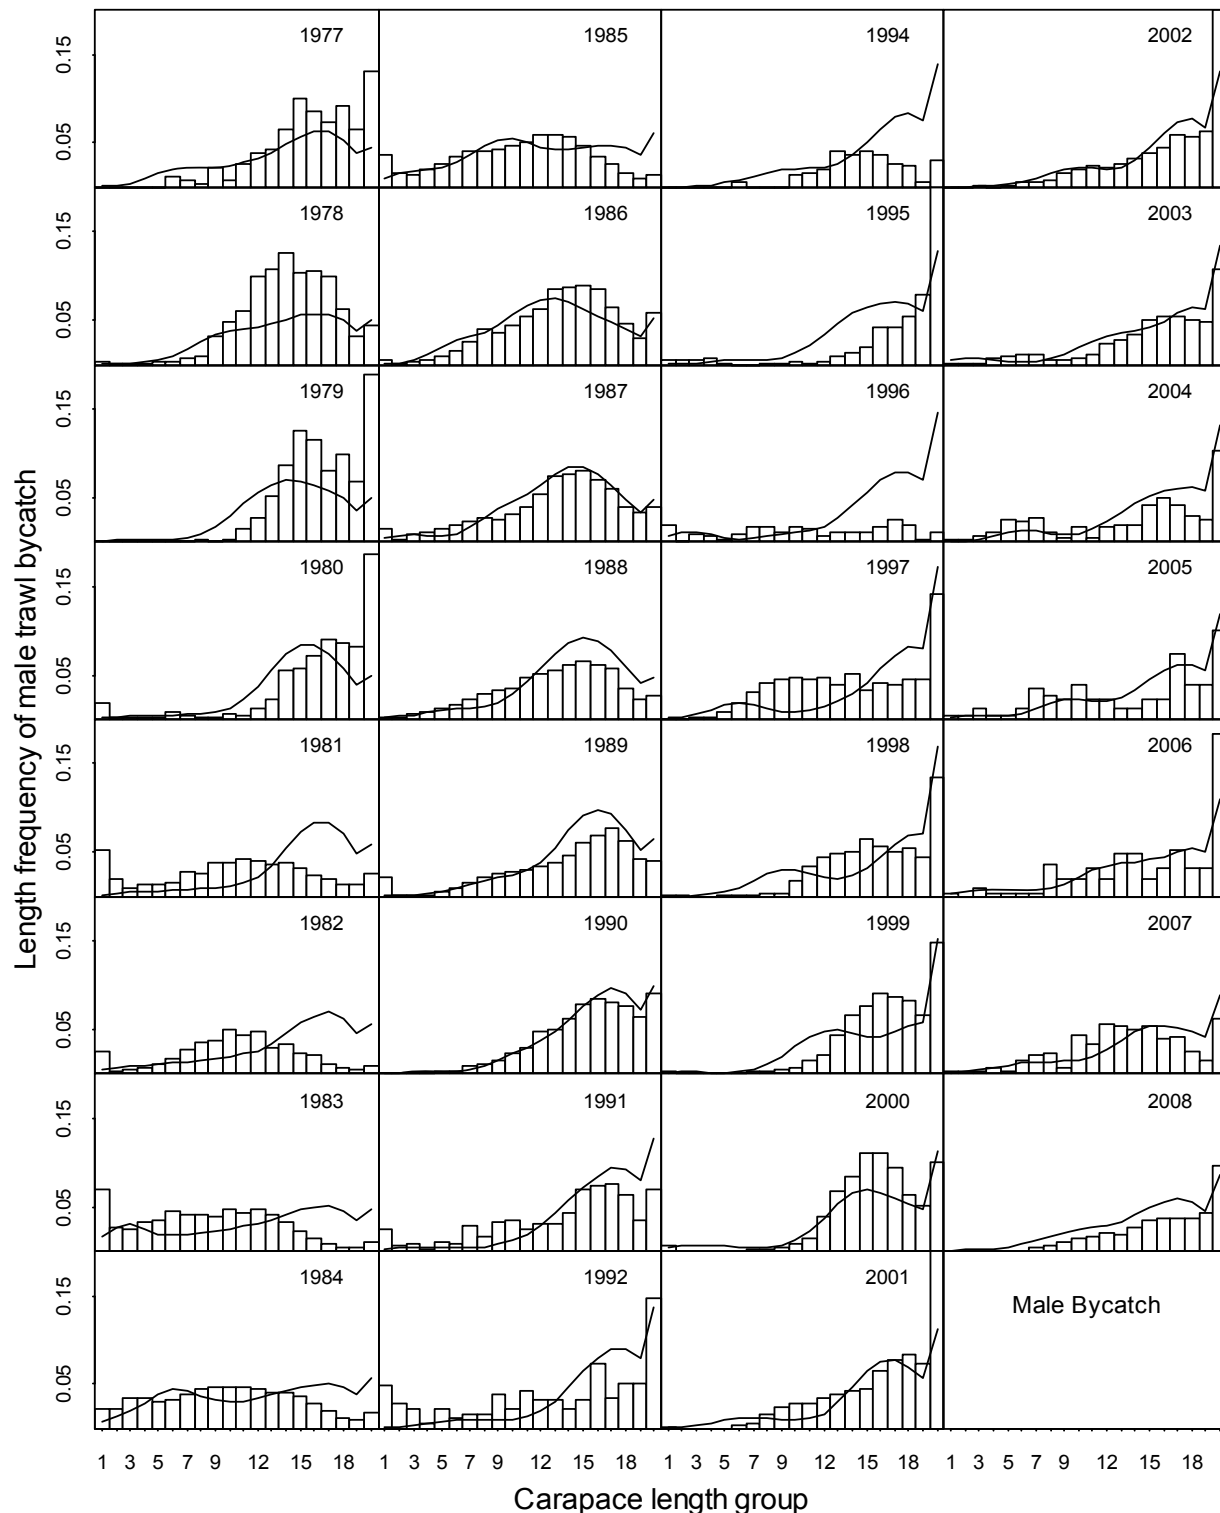 Length frequency of male trawl bycatch
1977 1985 1994 2002
0.15
0.05
1978 1986 1995 2003
0.15
0.05
1979 1987 1996 2004
0.15
0.05
1980 1988 1997 2005
0.15
0.05
1981 1989 1998 2006
0.15
0.05
1982 1990 1999 2007
0.15
0.05
1983 1991 2000 2008
0.15
0.05
1984 1992 2001
0.15
Male Bycatch
0.05
1 3 5 7 9 12 15 18 1 3 5 7 9 12 15 18 1 3 5 7 9 12 15 18 1 3 5 7 9 12 15 18
Carapace length group